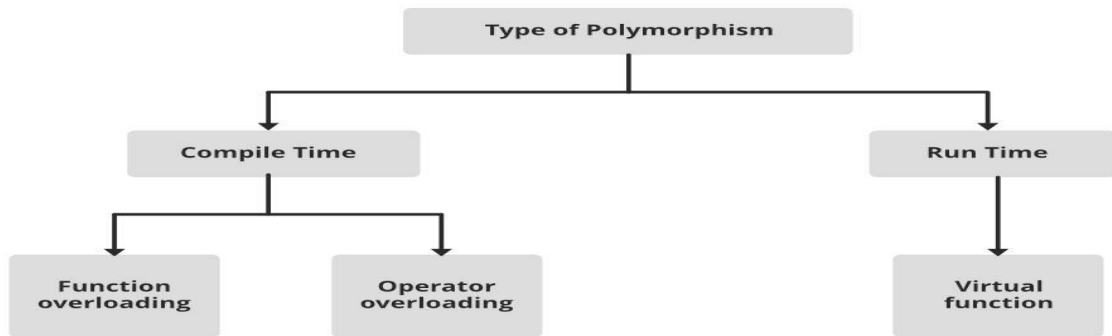 Type of Polymorphism
Compile Time
Run Time
Function
overloading
Operator
overloading
Virtual
function